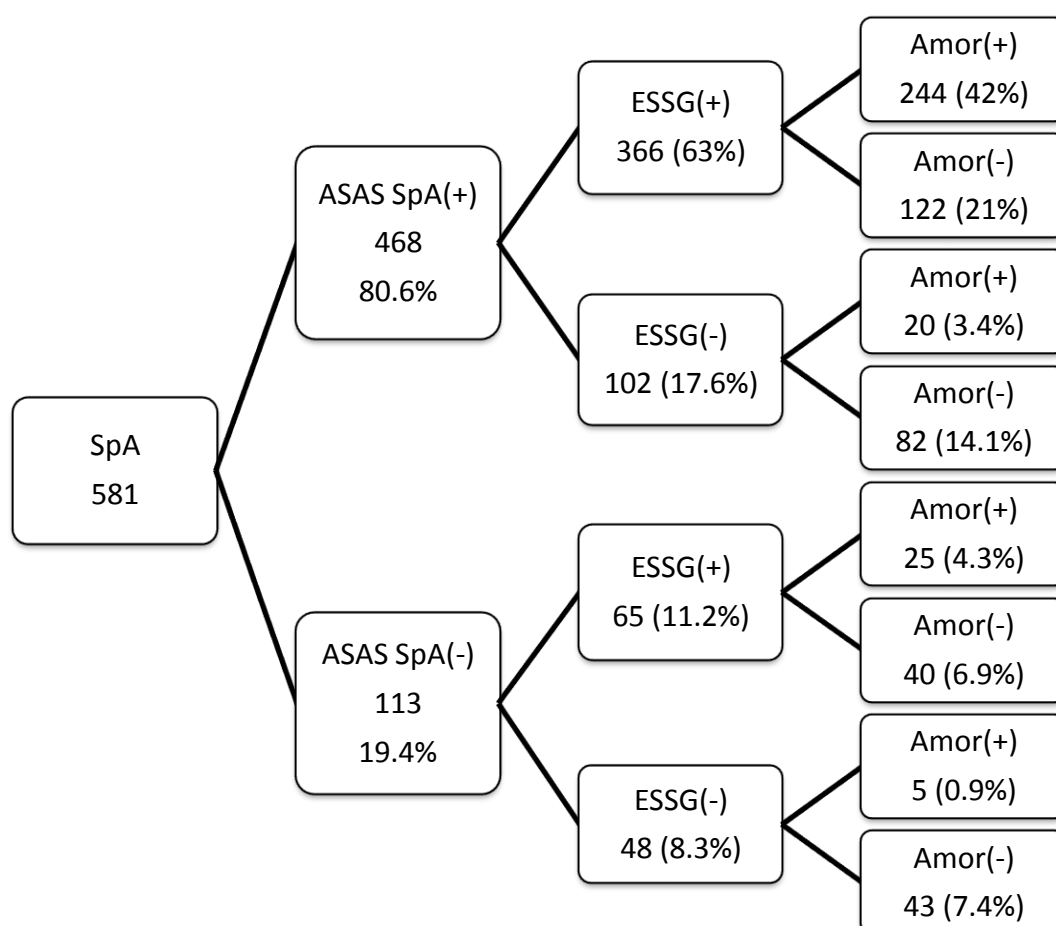 SpA
581
ASAS SpA(+)
468
80.6%
ASAS SpA(-)
113
19.4%
ESSG(+)
366 (63%)
ESSG(-)
102 (17.6%)
ESSG(+)
65 (11.2%)
ESSG(-)
48 (8.3%)
Amor(+)
244 (42%)
Amor(-)
122 (21%)
Amor(+)
20 (3.4%)
Amor(-)
82 (14.1%)
Amor(+)
25 (4.3%)
Amor(-)
40 (6.9%)
Amor(+)
5 (0.9%)
Amor(-)
43 (7.4%)